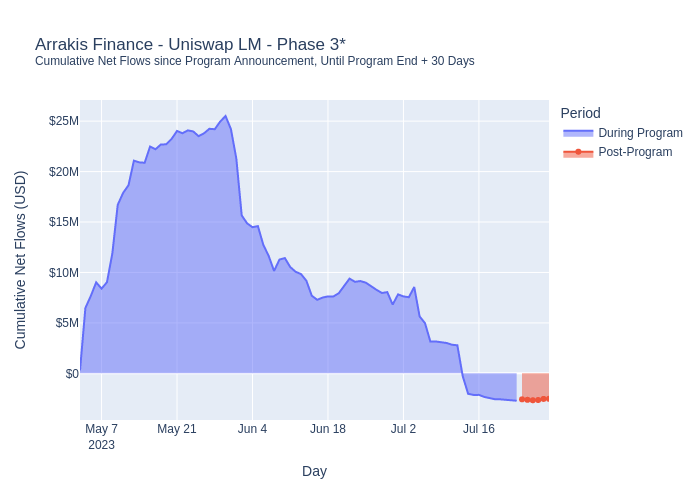 Arrakis Finance - Uniswap LM - Phase 3*
Cumulative Net Flows since Program Announcement, Until Program End + 30 Days
Period
During Program
Post-Program
Cumulative Net Flows (USD)
$25M
$20M
$15M
$10M
$5M
$0
May 7
2023
May 21
Jun 4
Jun 18
Jul 2
Jul 16
Day